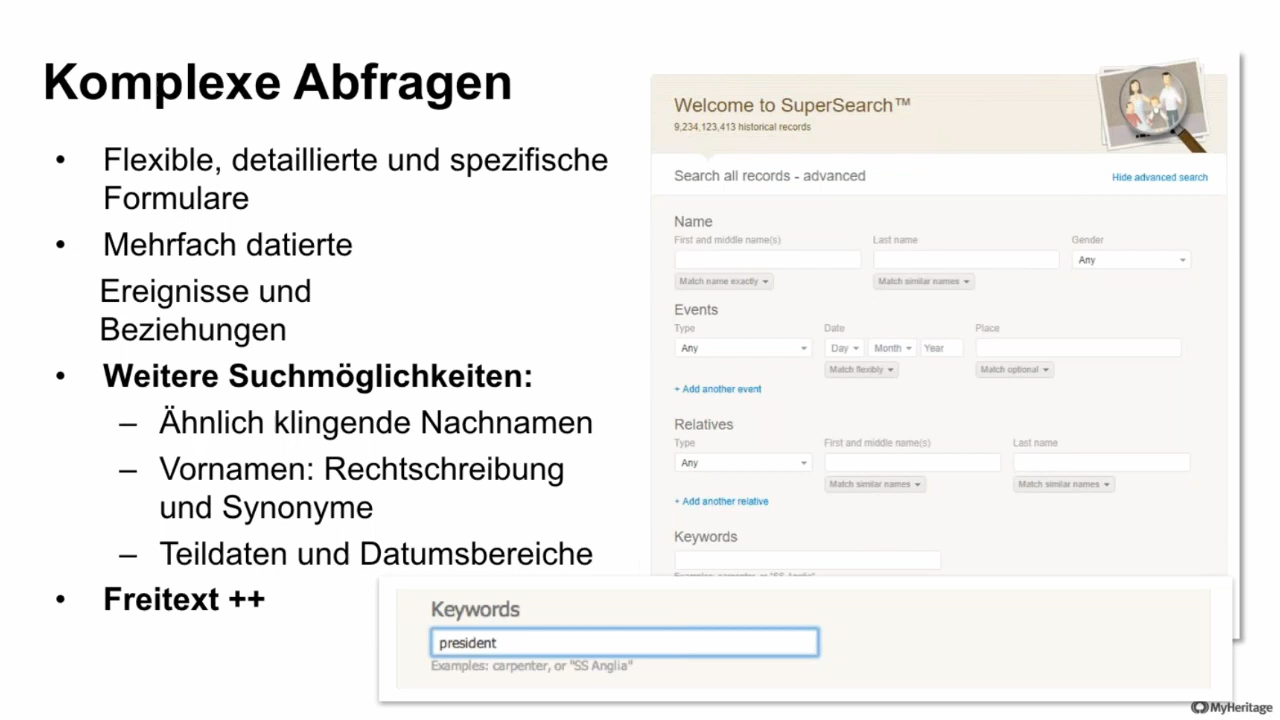 Komplexe Abfragen
• Flexible, detaillierte und spezifische
Formulare
• Mehrfach datierte
Ereignisse und
Beziehungen
• Weitere Suchmöglichkeiten:
– Ähnlich klingende Nachnamen
– Vornamen: Rechtschreibung
und Synonyme
– Teildaten und Datumsbereiche
• Freitext ++
Welcome to SuperSearch™
9,234,123,413 historical records
Search all records - advanced
Hide advanced search
Name
First and middle name(s) Last name Gender
Any
Match name exactly Match similar names
Events
Type Date Place
Any Day Month Year
Match flexibly Match optional
+ Add another event
Relatives
Type First and middle name(s) Last name
Any
Match similar names Match similar names
+ Add another relative
Keywords
Examples: carpenter, or "SS Anglia"
Keywords
president
Examples: carpenter, or "SS Anglia"
MyHeritage